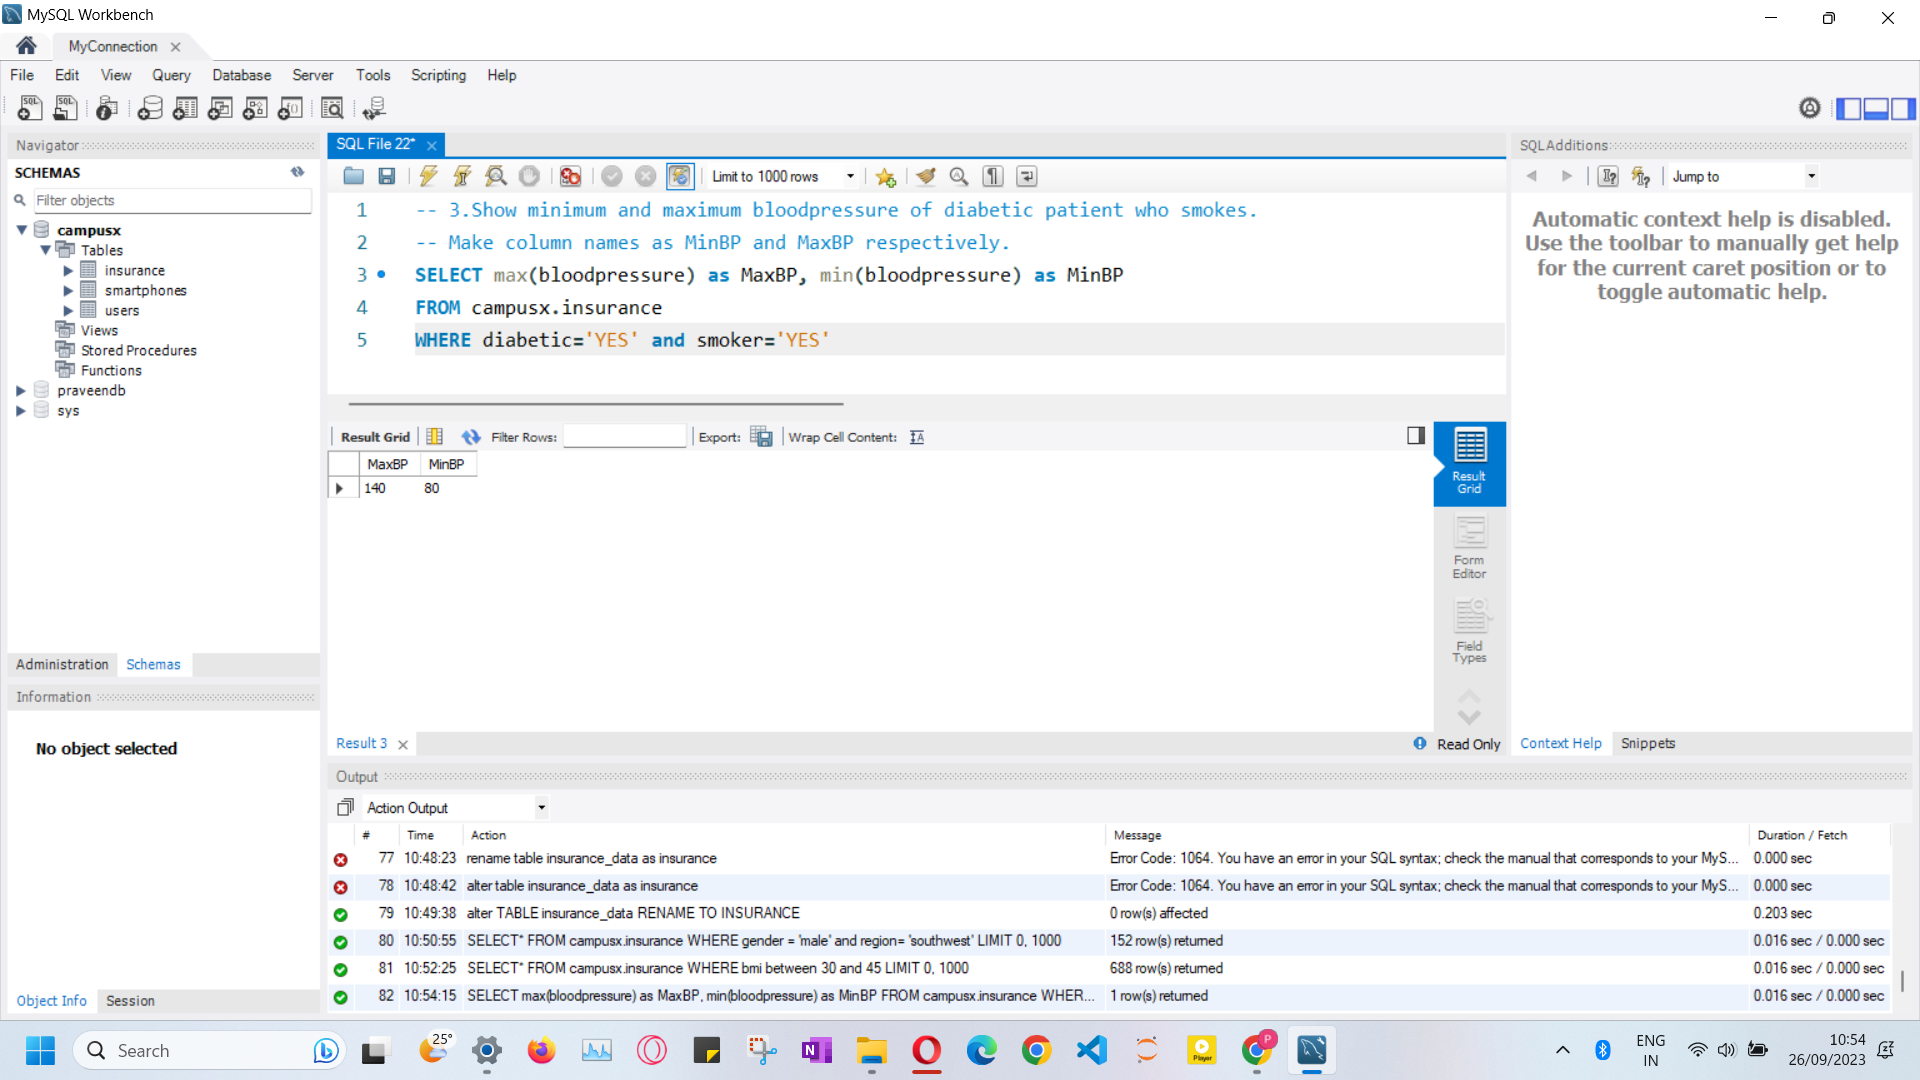 MySQL Workbench
MyConnection
File Edit View Query Database Server Tools Scripting Help
Navigator
SCHEMAS
Filter objects
campusx
Tables
insurance
smartphones
users
Views
Stored Procedures
Functions
praveendb
sys
Administration Schemas
Information
No object selected
Object Info Session
SQL File 22*
Limit to 1000 rows
1 -- 3.Show minimum and maximum bloodpressure of diabetic patient who smokes.
2 -- Make column names as MinBP and MaxBP respectively.
3 SELECT max(bloodpressure) as MaxBP, min(bloodpressure) as MinBP
4 FROM campusx.insurance
5 WHERE diabetic='YES' and smoker='YES'
Result Grid Filter Rows: Export: Wrap Cell Content:
MaxBP MinBP
140 80
Result Grid
Form Editor
Field Types
Result 3
Read Only
SQLAdditions
Jump to
Automatic context help is disabled.
Use the toolbar to manually get help
for the current caret position or to
toggle automatic help.
Context Help Snippets
Output
Action Output
# Time Action Message Duration / Fetch
77 10:48:23 rename table insurance_data as insurance Error Code: 1064. You have an error in your SQL syntax; check the manual that corresponds to your MyS... 0.000 sec
78 10:48:42 alter table insurance_data as insurance Error Code: 1064. You have an error in your SQL syntax; check the manual that corresponds to your MyS... 0.000 sec
79 10:49:38 alter TABLE insurance_data RENAME TO INSURANCE 0 row(s) affected 0.203 sec
80 10:50:55 SELECT* FROM campusx.insurance WHERE gender = 'male' and region= 'southwest' LIMIT 0, 1000 152 row(s) returned 0.016 sec / 0.000 sec
81 10:52:25 SELECT* FROM campusx.insurance WHERE bmi between 30 and 45 LIMIT 0, 1000 688 row(s) returned 0.016 sec / 0.000 sec
82 10:54:15 SELECT max(bloodpressure) as MaxBP, min(bloodpressure) as MinBP FROM campusx.insurance WHER... 1 row(s) returned 0.016 sec / 0.000 sec
Search
25°
Player
P
ENG
IN
10:54
26/09/2023